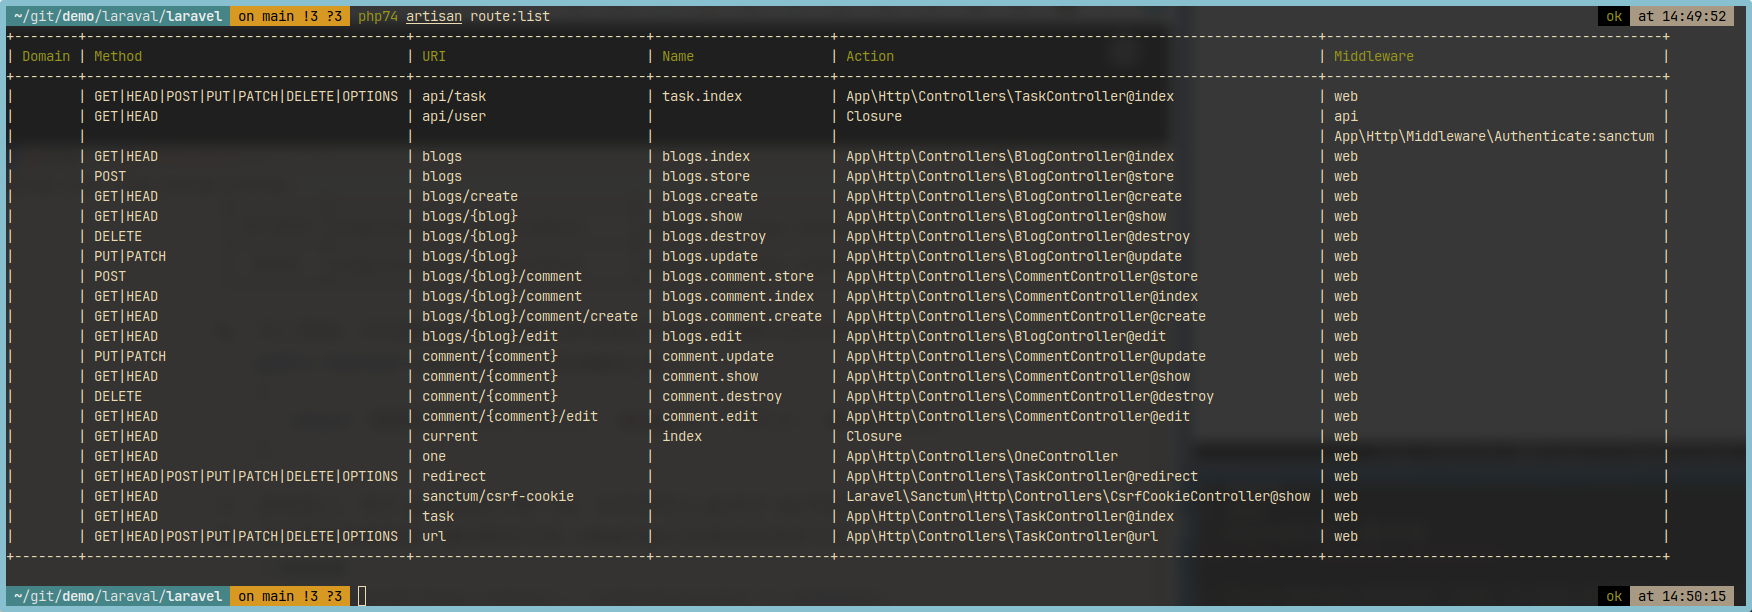 ~/git/demo/laraval/laravel on main !3 ?3 php74 artisan route:list ok at 14:49:52
+--------+----------------------------------------+-----------------------------+----------------------+------------------------------------------------------------+------------------------------------------+
| Domain | Method | URI | Name | Action | Middleware |
+--------+----------------------------------------+-----------------------------+----------------------+------------------------------------------------------------+------------------------------------------+
| | GET|HEAD|POST|PUT|PATCH|DELETE|OPTIONS | api/task | task.index | App\Http\Controllers\TaskController@index | web |
| | GET|HEAD | api/user | | Closure | api |
| | | | | | App\Http\Middleware\Authenticate:sanctum |
| | GET|HEAD | blogs | blogs.index | App\Http\Controllers\BlogController@index | web |
| | POST | blogs | blogs.store | App\Http\Controllers\BlogController@store | web |
| | GET|HEAD | blogs/create | blogs.create | App\Http\Controllers\BlogController@create | web |
| | GET|HEAD | blogs/{blog} | blogs.show | App\Http\Controllers\BlogController@show | web |
| | DELETE | blogs/{blog} | blogs.destroy | App\Http\Controllers\BlogController@destroy | web |
| | PUT|PATCH | blogs/{blog} | blogs.update | App\Http\Controllers\BlogController@update | web |
| | POST | blogs/{blog}/comment | blogs.comment.store | App\Http\Controllers\CommentController@store | web |
| | GET|HEAD | blogs/{blog}/comment | blogs.comment.index | App\Http\Controllers\CommentController@index | web |
| | GET|HEAD | blogs/{blog}/comment/create | blogs.comment.create | App\Http\Controllers\CommentController@create | web |
| | GET|HEAD | blogs/{blog}/edit | blogs.edit | App\Http\Controllers\BlogController@edit | web |
| | PUT|PATCH | comment/{comment} | comment.update | App\Http\Controllers\CommentController@update | web |
| | GET|HEAD | comment/{comment} | comment.show | App\Http\Controllers\CommentController@show | web |
| | DELETE | comment/{comment} | comment.destroy | App\Http\Controllers\CommentController@destroy | web |
| | GET|HEAD | comment/{comment}/edit | comment.edit | App\Http\Controllers\CommentController@edit | web |
| | GET|HEAD | current | index | Closure | web |
| | GET|HEAD | one | | App\Http\Controllers\OneController | web |
| | GET|HEAD|POST|PUT|PATCH|DELETE|OPTIONS | redirect | | App\Http\Controllers\TaskController@redirect | web |
| | GET|HEAD | sanctum/csrf-cookie | | Laravel\Sanctum\Http\Controllers\CsrfCookieController@show | web |
| | GET|HEAD | task | | App\Http\Controllers\TaskController@index | web |
| | GET|HEAD|POST|PUT|PATCH|DELETE|OPTIONS | url | | App\Http\Controllers\TaskController@url | web |
+--------+----------------------------------------+-----------------------------+----------------------+------------------------------------------------------------+------------------------------------------+
~/git/demo/laraval/laravel on main !3 ?3 ok at 14:50:15